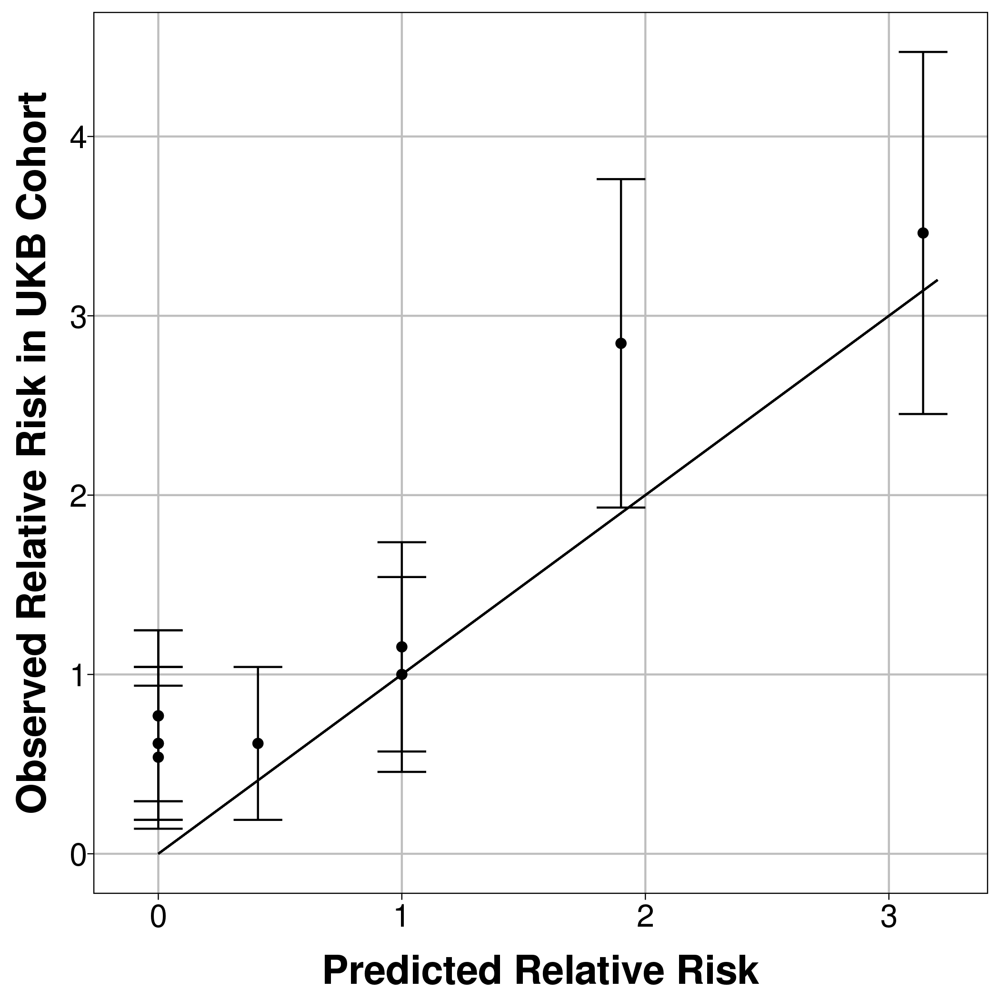 Observed Relative Risk in UKB Cohort
4
3
2
1
0
0 1 2 3
Predicted Relative Risk